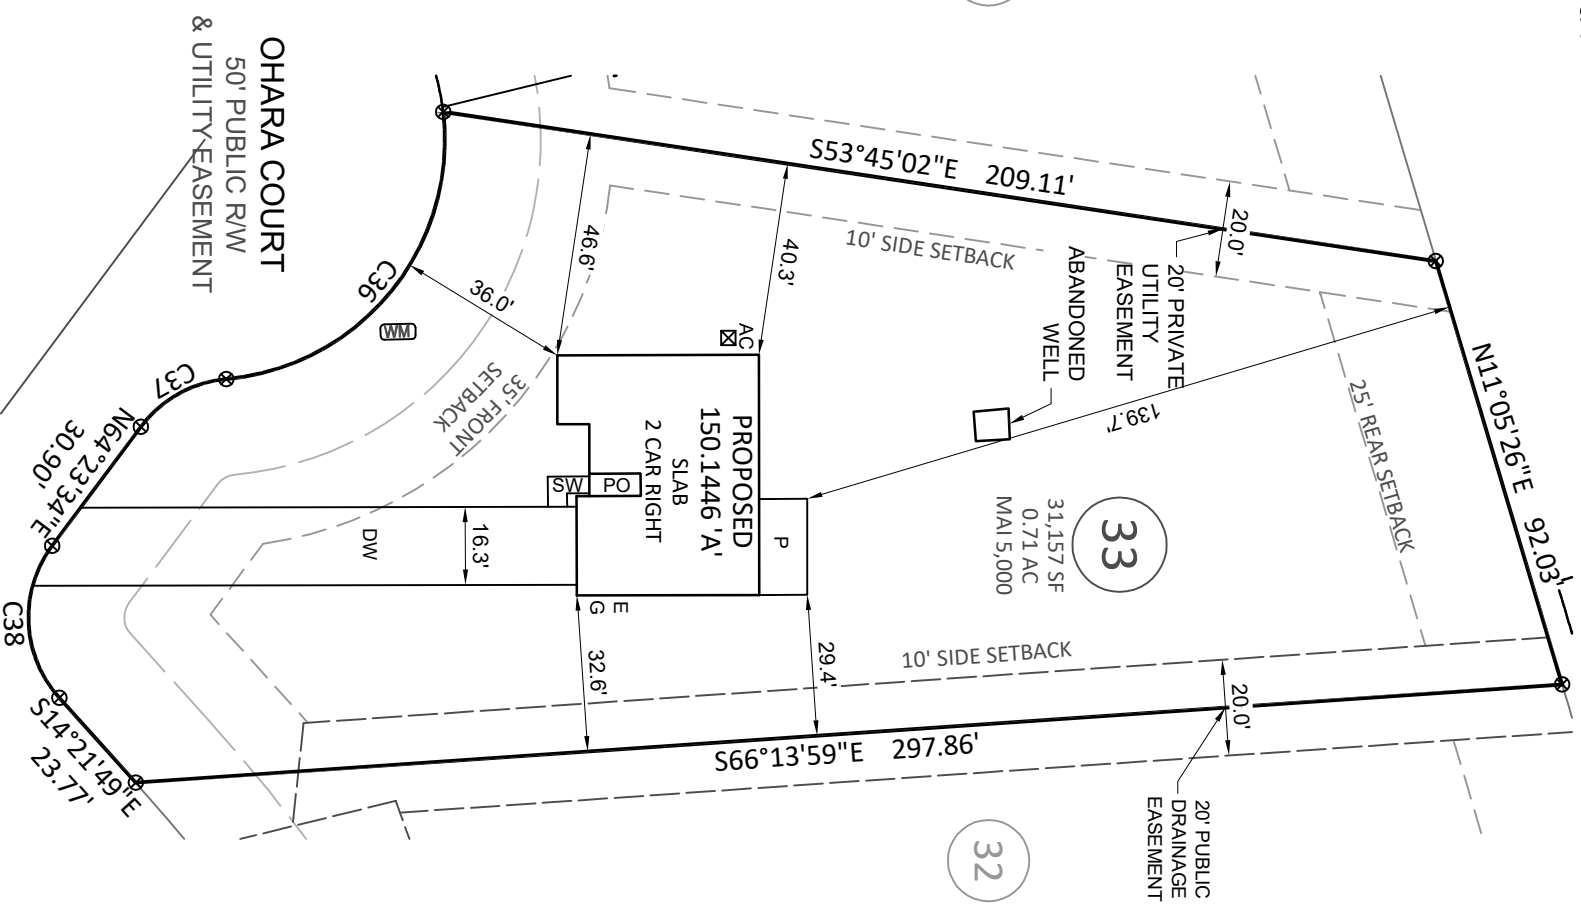 OHARA COURT
50' PUBLIC R/W
& UTILITY EASEMENT
S53°45'02"E 209.11'
10' SIDE SETBACK
20.0'
20' PRIVATE
UTILITY
EASEMENT
ABANDONED
WELL
46.6'
40.3'
36.0'
C36
WM
C37
N64°23'34"E
30.90'
35' FRONT
SETBACK
AC
139.7'
N11°05'26"E 92.03'
25' REAR SETBACK
PROPOSED
150.1446 'A'
SLAB
2 CAR RIGHT
SW
PO
P
DW
16.3'
33
31,157 SF
0.71 AC
MAI 5,000
E
G
C38
32.6'
29.4'
10' SIDE SETBACK
20.0'
S14°21'49"E
23.77'
S66°13'59"E 297.86'
20' PUBLIC
DRAINAGE
EASEMENT
32